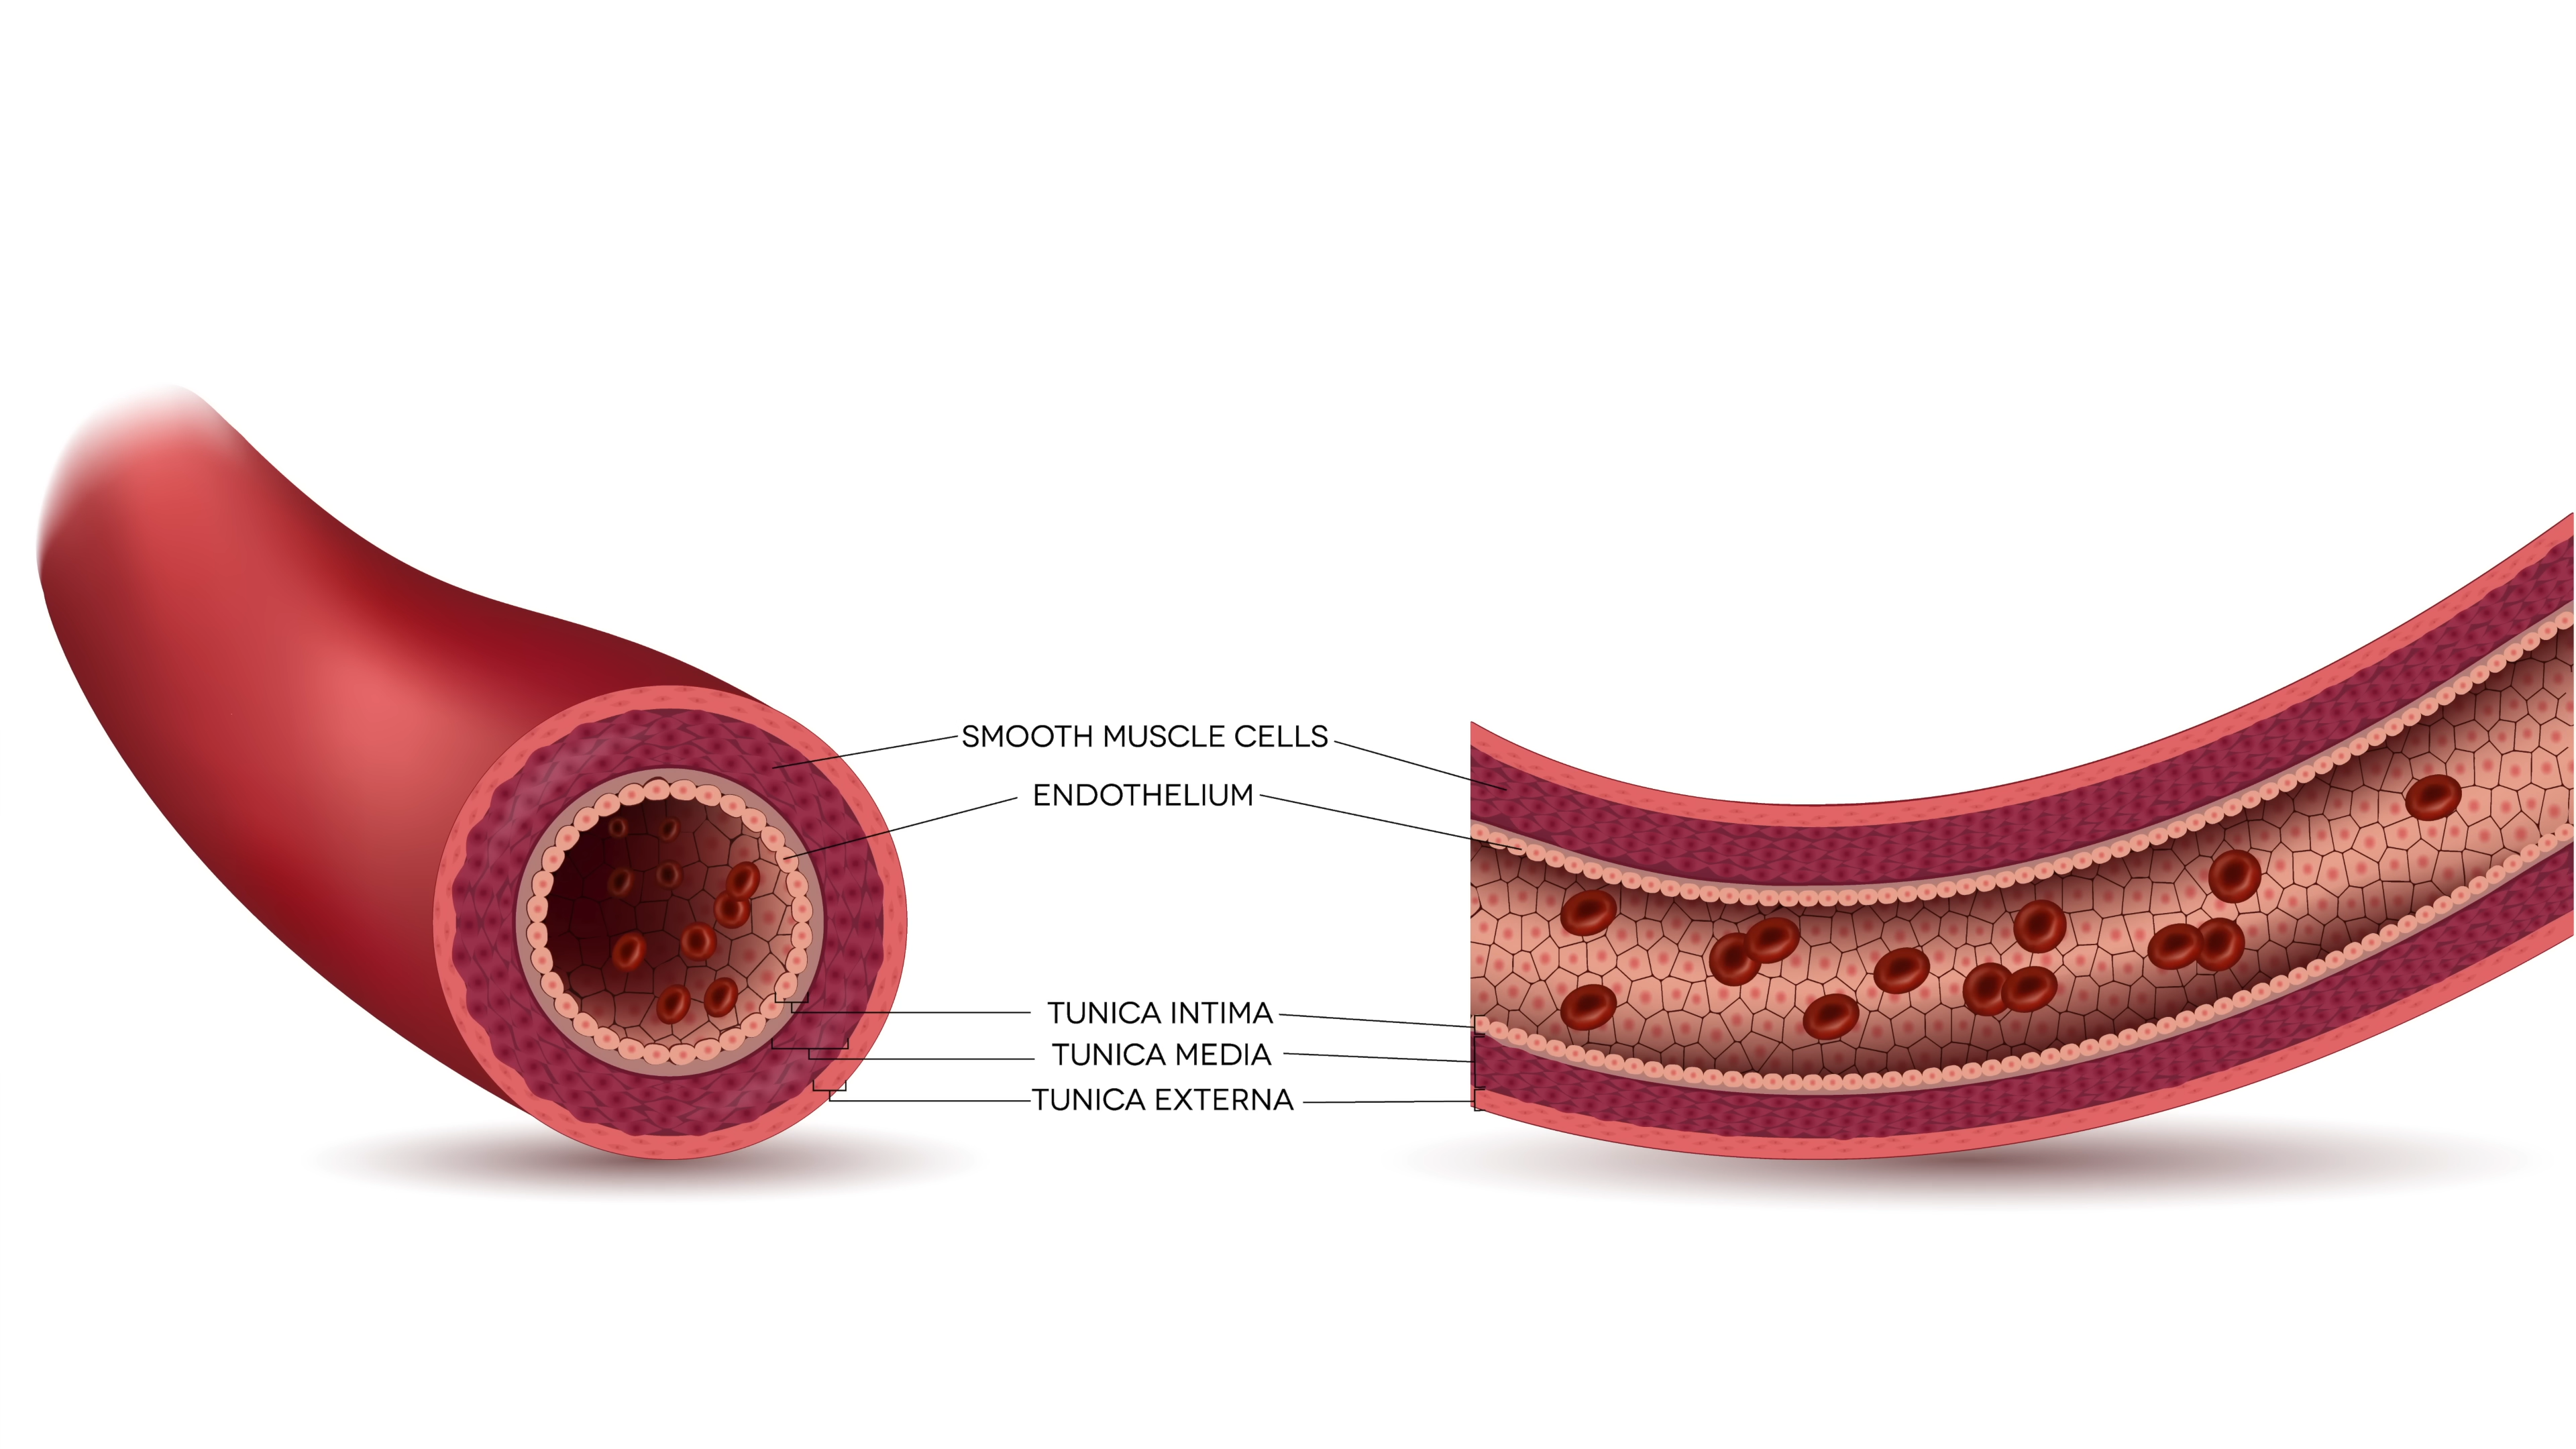 SMOOTH MUSCLE CELLS
ENDOTHELIUM
TUNICA INTIMA
TUNICA MEDIA
TUNICA EXTERNA